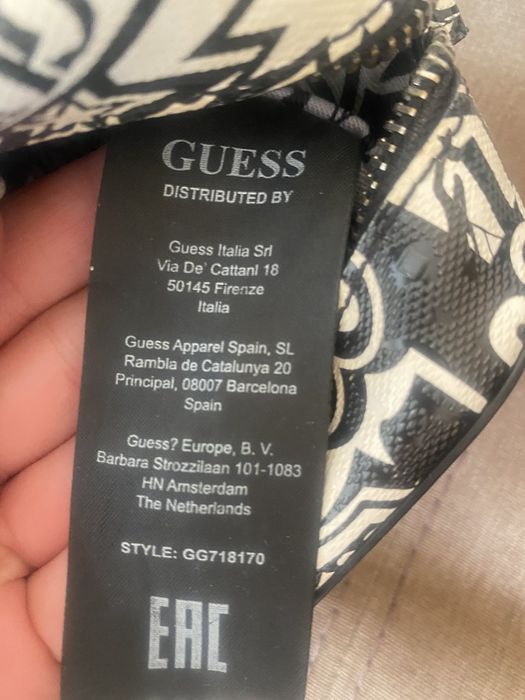 GUESS
DISTRIBUTED BY
Guess Italia Srl
Via De' Cattani 18
50145 Firenze
Italia
Guess Apparel Spain, SL
Rambla de Catalunya 20
Principal, 08007 Barcelona
Spain
Guess? Europe, B. V.
Barbara Strozzilaan 101-1083
HN Amsterdam
The Netherlands
STYLE: GG718170
EAC